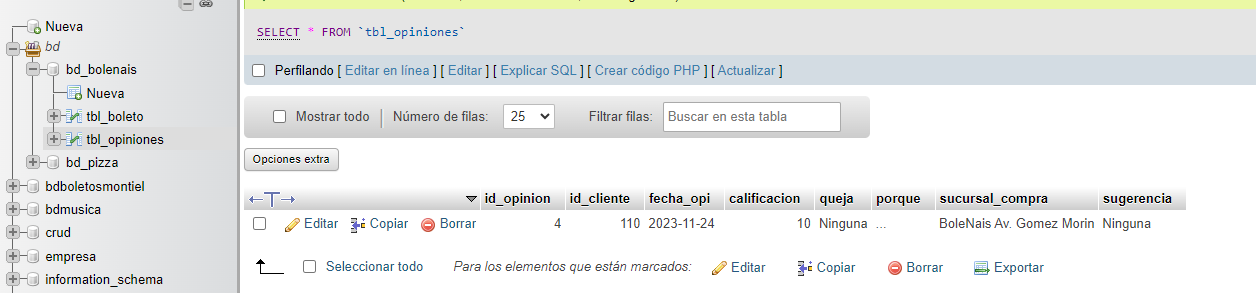 Nueva
bd
bd_bolenais
Nueva
tbl_boleto
tbl_opiniones
bd_pizza
bdboletosmontiel
bdmusica
crud
empresa
information_schema
SELECT * FROM `tbl_opiniones`
Perfilando [ Editar en línea ] [ Editar ] [ Explicar SQL ] [ Crear código PHP ] [ Actualizar ]
Mostrar todo Número de filas: 25 Filtrar filas: Buscar en esta tabla
Opciones extra
id_opinion id_cliente fecha_opi calificacion queja porque sucursal_compra sugerencia
Editar Copiar Borrar 4 110 2023-11-24 10 Ninguna ... BoleNais Av. Gomez Morin Ninguna
Seleccionar todo Para los elementos que están marcados: Editar Copiar Borrar Exportar